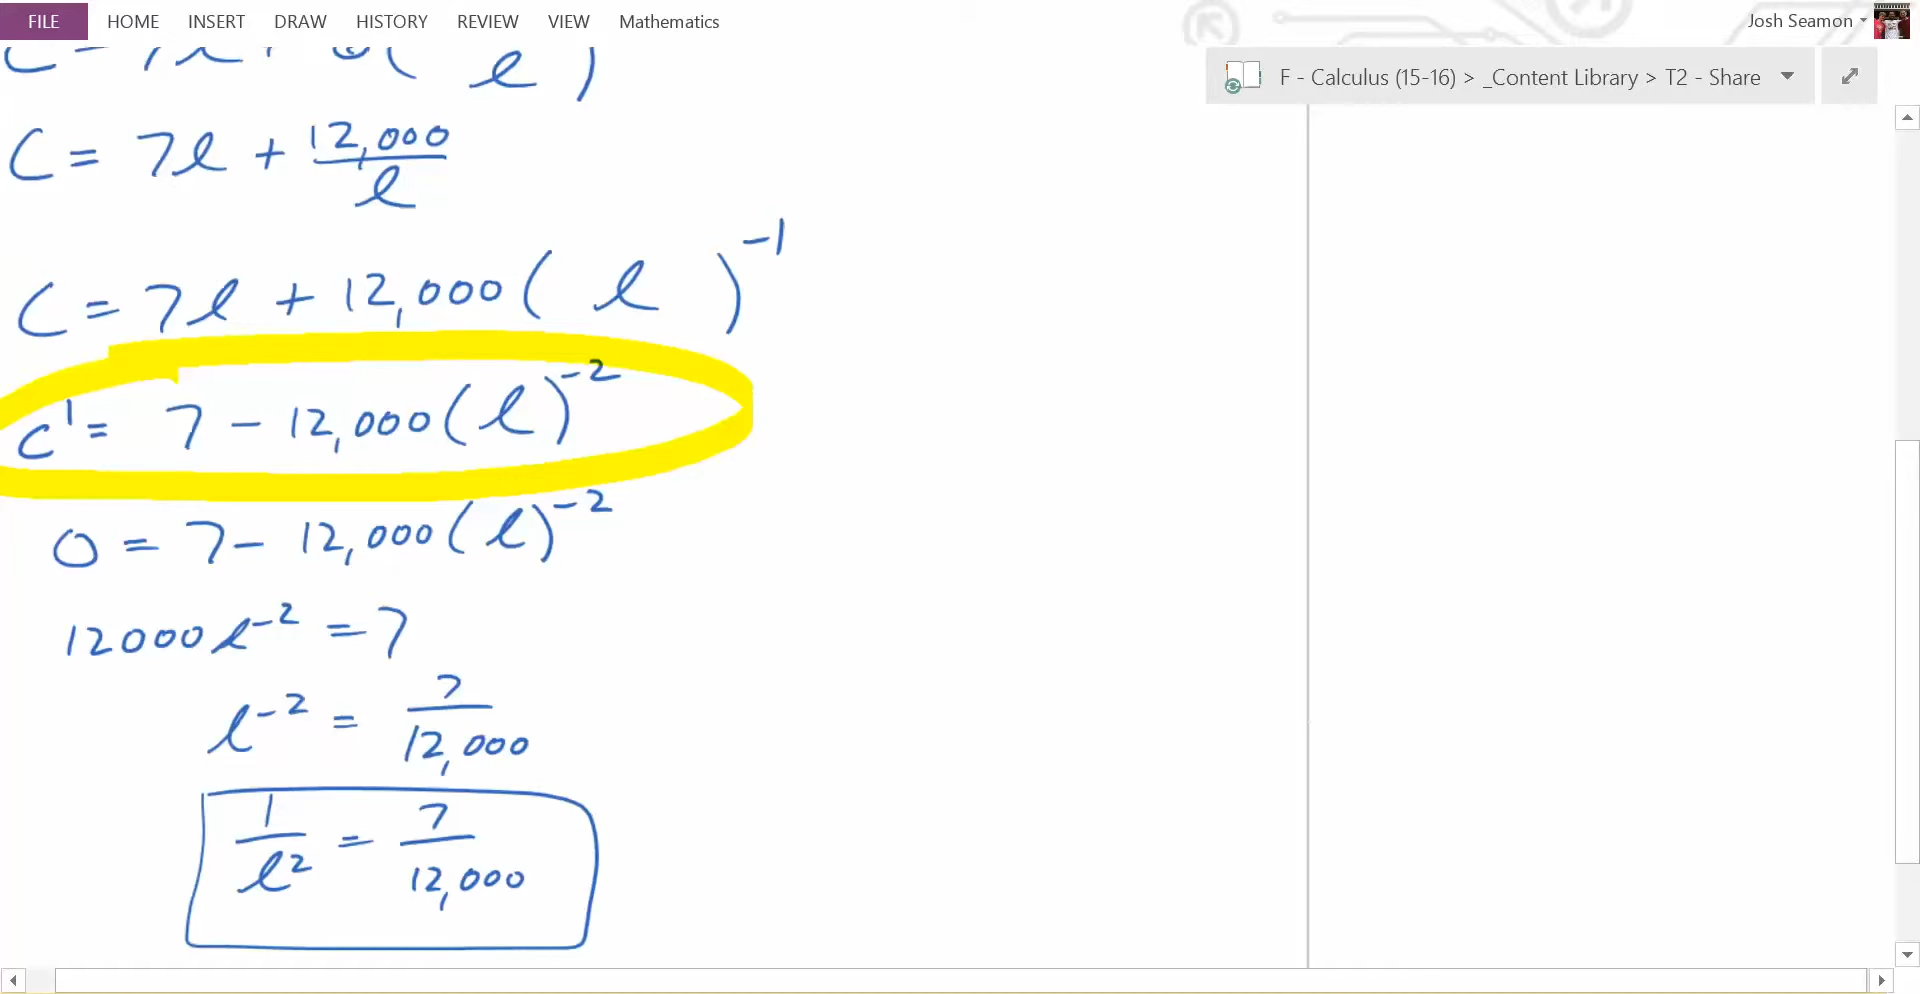 FILE HOME INSERT DRAW HISTORY REVIEW VIEW Mathematics
Josh Seamon
F - Calculus (15-16) > _Content Library > T2 - Share
C = 7l + ( l )
C = 7l + 12,000/l
C = 7l + 12,000( l )^-1
C' = 7 - 12,000(l)^-2
0 = 7 - 12,000(l)^-2
12000l^-2 = 7
l^-2 = 7/12,000
1/l^2 = 7/12,000